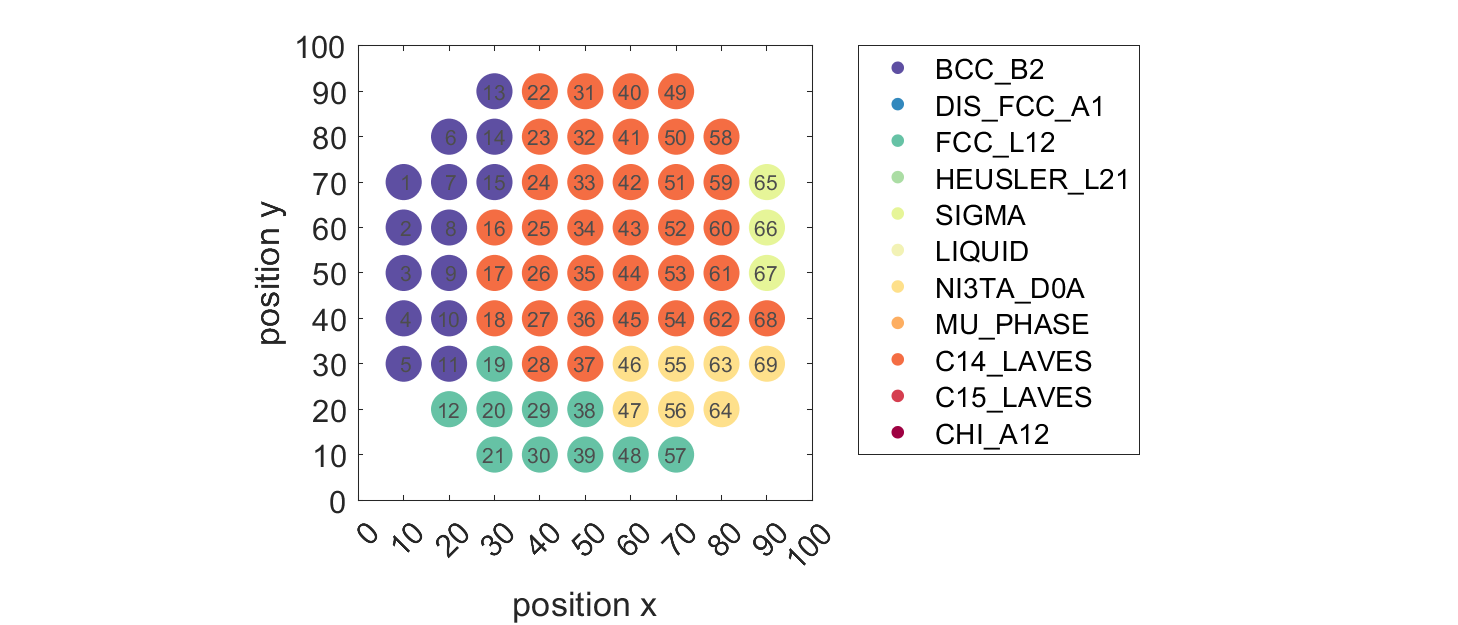 100
90 13 22 31 40 49
80 6 14 23 32 41 50 58
70 1 7 15 24 33 42 51 59 65
60 2 8 16 25 34 43 52 60 66
50 3 9 17 26 35 44 53 61 67
40 4 10 18 27 36 45 54 62 68
30 5 11 19 28 37 46 55 63 69
20 12 20 29 38 47 56 64
10 21 30 39 48 57
0
0 10 20 30 40 50 60 70 80 90 100
position x
position y
BCC_B2
DIS_FCC_A1
FCC_L12
HEUSLER_L21
SIGMA
LIQUID
NI3TA_D0A
MU_PHASE
C14_LAVES
C15_LAVES
CHI_A12